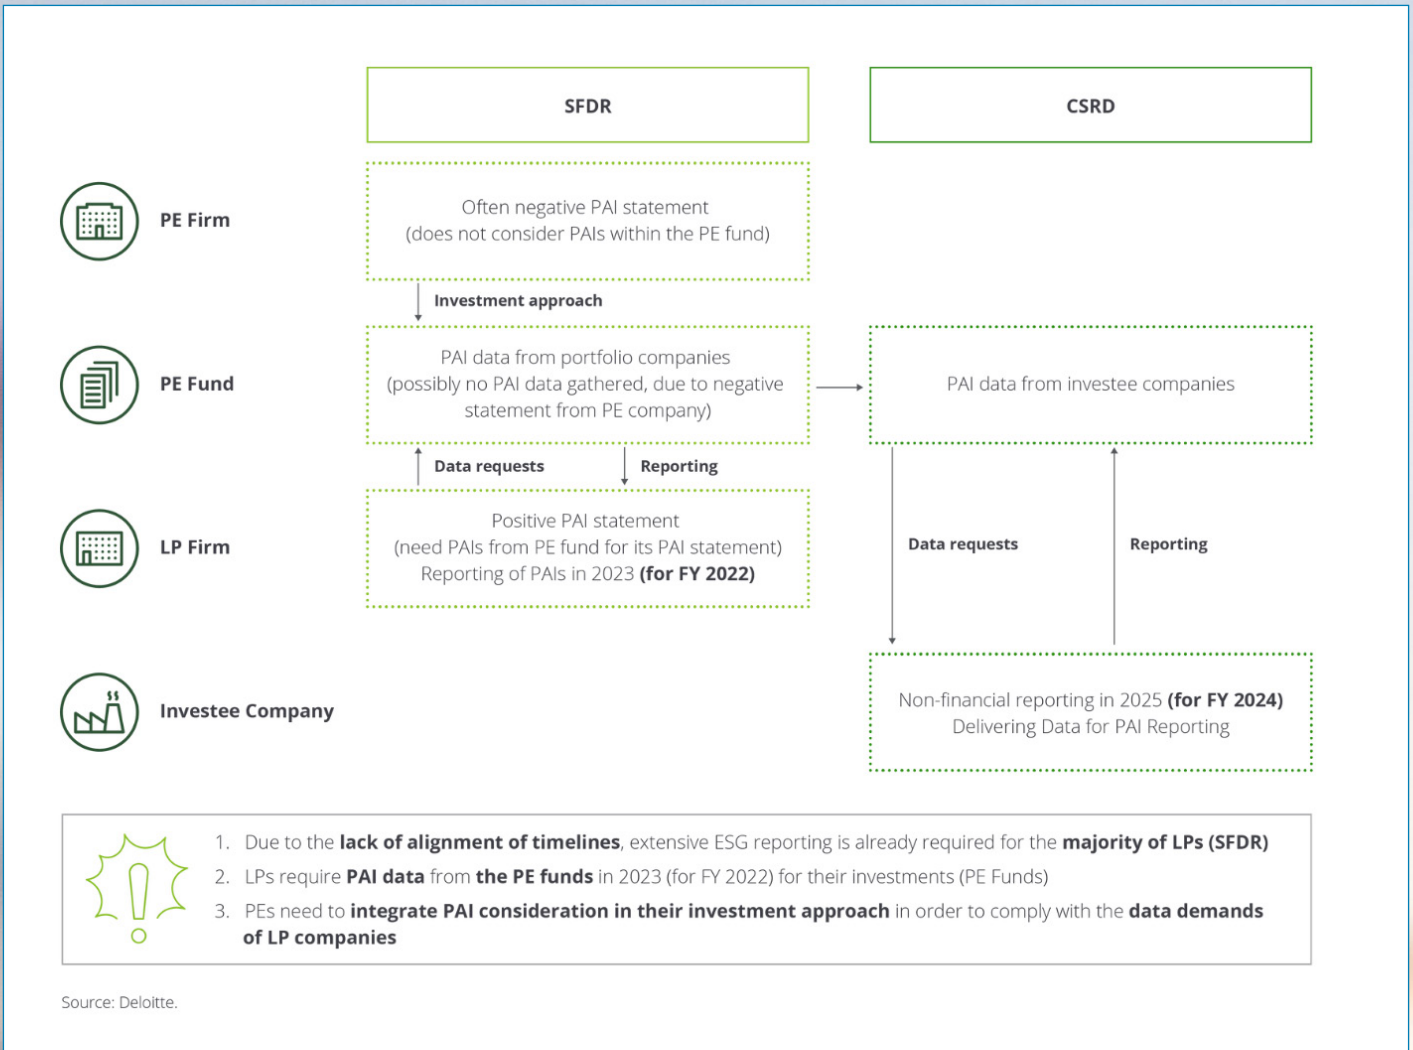 SFDR
CSRD
PE Firm
Often negative PAI statement
(does not consider PAIs within the PE fund)
Investment approach
PE Fund
PAI data from portfolio companies
(possibly no PAI data gathered, due to negative
statement from PE company)
PAI data from investee companies
Data requests
Reporting
LP Firm
Positive PAI statement
(need PAIs from PE fund for its PAI statement)
Reporting of PAIs in 2023 (for FY 2022)
Data requests
Reporting
Investee Company
Non-financial reporting in 2025 (for FY 2024)
Delivering Data for PAI Reporting
1. Due to the lack of alignment of timelines, extensive ESG reporting is already required for the majority of LPs (SFDR)
2. LPs require PAI data from the PE funds in 2023 (for FY 2022) for their investments (PE Funds)
3. PEs need to integrate PAI consideration in their investment approach in order to comply with the data demands
of LP companies
Source: Deloitte.